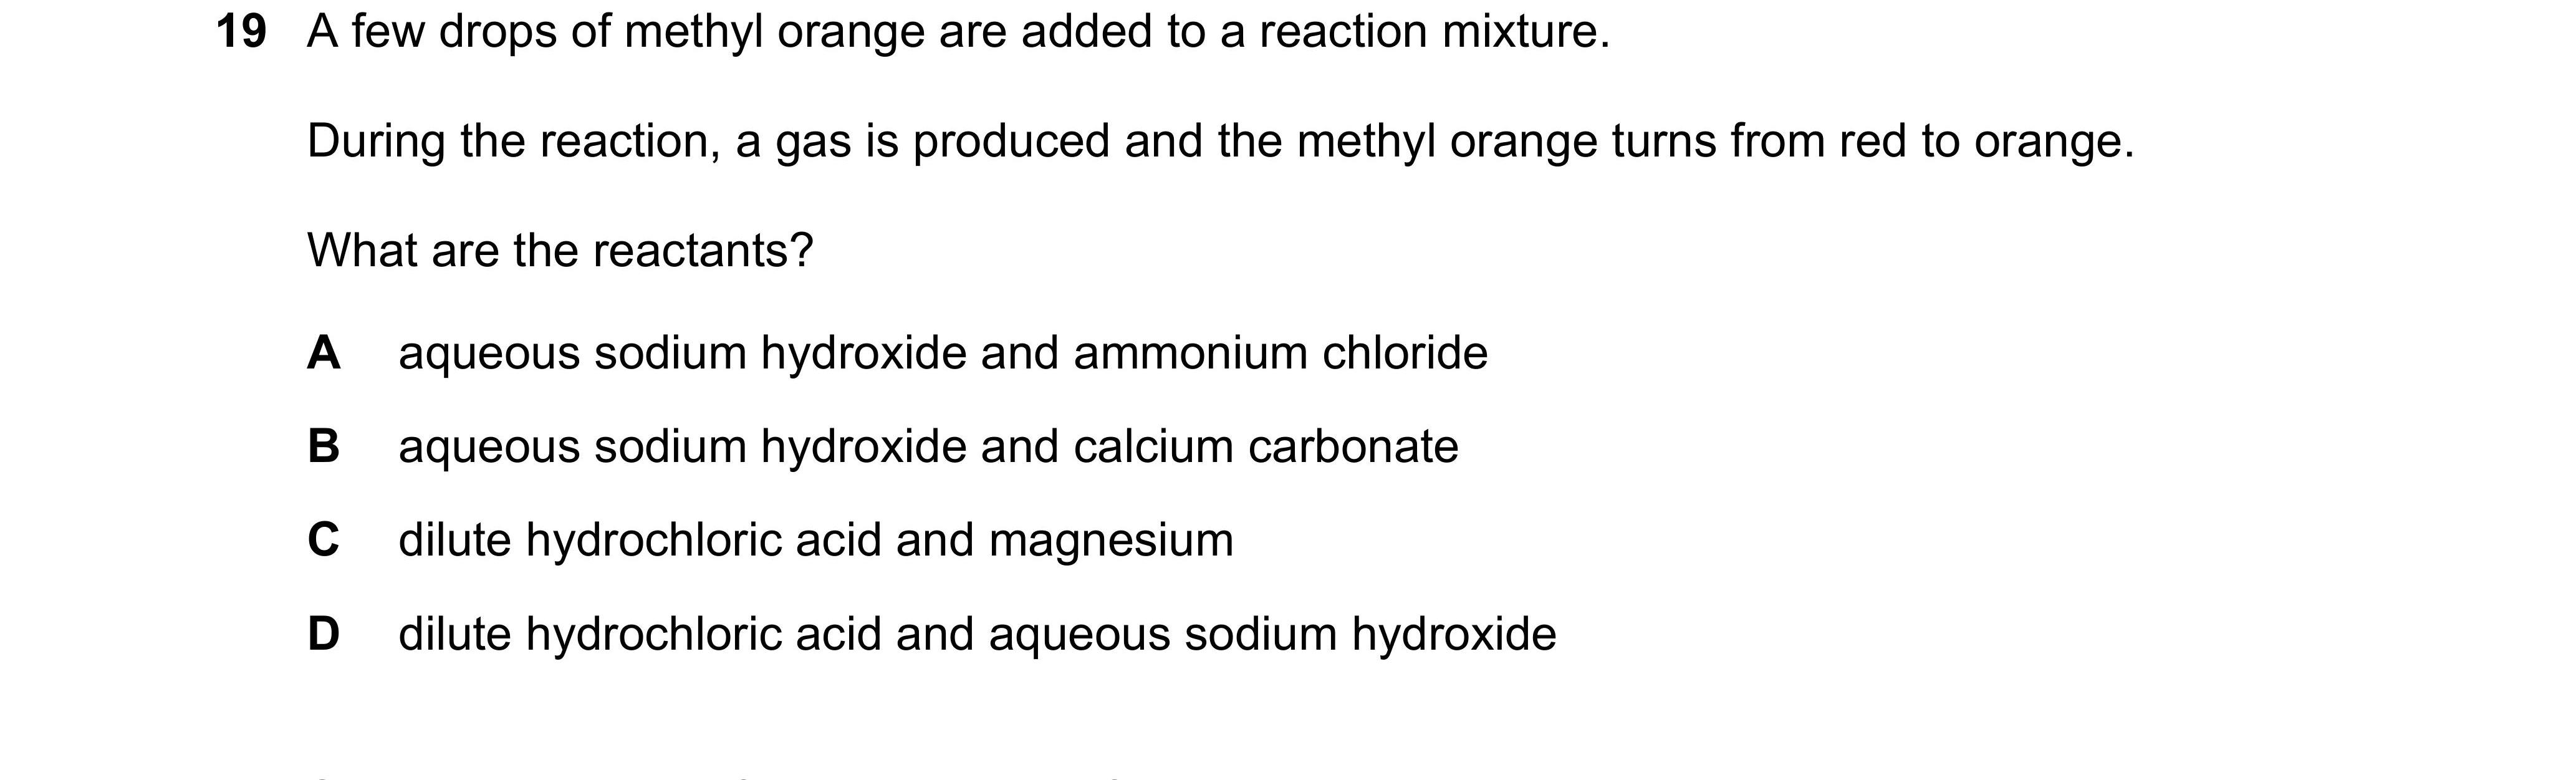 19 A few drops of methyl orange are added to a reaction mixture.
During the reaction, a gas is produced and the methyl orange turns from red to orange.
What are the reactants?
A aqueous sodium hydroxide and ammonium chloride
B aqueous sodium hydroxide and calcium carbonate
C dilute hydrochloric acid and magnesium
D dilute hydrochloric acid and aqueous sodium hydroxide